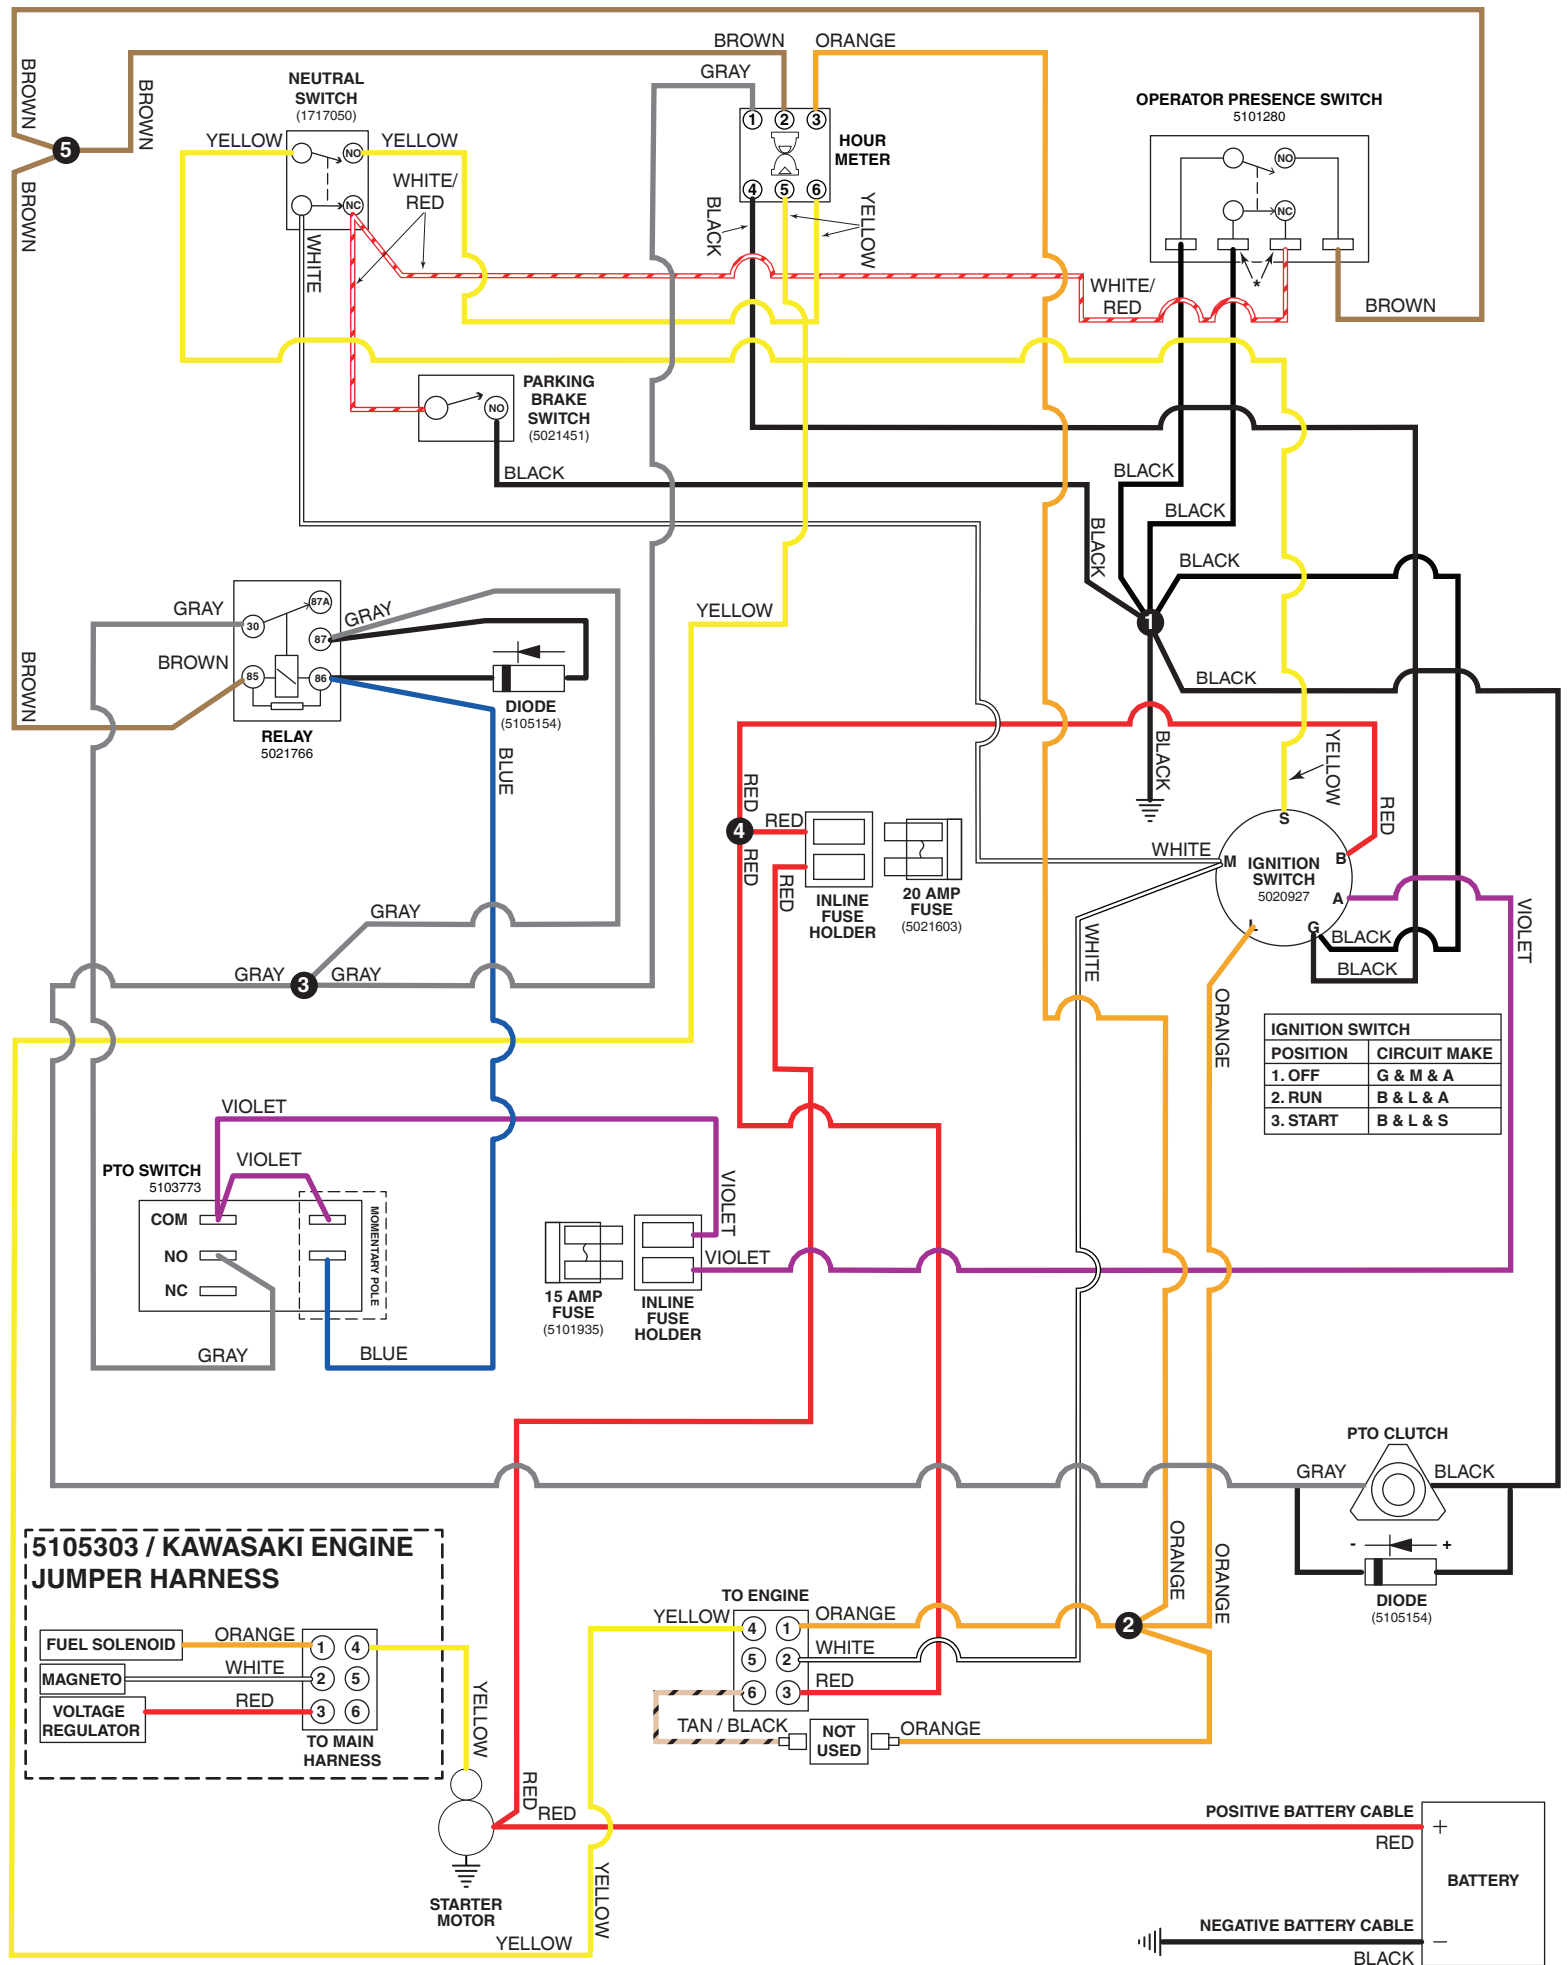 BROWN
ORANGE
BROWN
BROWN
NEUTRAL
SWITCH
(1717050)
GRAY
OPERATOR PRESENCE SWITCH
5101280
1
2
3
5
YELLOW
NO
YELLOW
HOUR
METER
NO
WHITE/
RED
4
5
6
NC
NC
BROWN
WHITE
BLACK
YELLOW
*
WHITE/
RED
BROWN
PARKING
BRAKE
SWITCH
(5021451)
NO
BLACK
BLACK
BLACK
BLACK
BLACK
GRAY
30
87A
GRAY
87
YELLOW
1
BROWN
BROWN
85
86
BLACK
DIODE
(5105154)
RELAY
5021766
BLUE
BLACK
YELLOW
RED
RED
4
RED
RED
RED
S
WHITE
M
B
IGNITION
SWITCH
5020927
A
L
G
INLINE
FUSE
HOLDER
20 AMP
FUSE
(5021603)
GRAY
WHITE
BLACK
VIOLET
BLACK
GRAY
3
GRAY
ORANGE
IGNITION SWITCH
POSITION CIRCUIT MAKE
1. OFF G & M & A
2. RUN B & L & A
3. START B & L & S
VIOLET
PTO SWITCH
5103773
VIOLET
VIOLET
COM
NO
NC
MOMENTARY POLE
VIOLET
15 AMP
FUSE
(5101935)
INLINE
FUSE
HOLDER
GRAY
BLUE
PTO CLUTCH
GRAY
BLACK
ORANGE
ORANGE
-
+
DIODE
(5105154)
5105303 / KAWASAKI ENGINE
JUMPER HARNESS
TO ENGINE
YELLOW
4
1
ORANGE
2
5
2
WHITE
6
3
RED
TAN / BLACK
NOT
USED
ORANGE
FUEL SOLENOID
ORANGE
1
4
MAGNETO
WHITE
2
5
VOLTAGE
REGULATOR
RED
3
6
TO MAIN
HARNESS
YELLOW
RED
RED
STARTER
MOTOR
YELLOW
YELLOW
POSITIVE BATTERY CABLE
RED
+
BATTERY
NEGATIVE BATTERY CABLE
BLACK
−